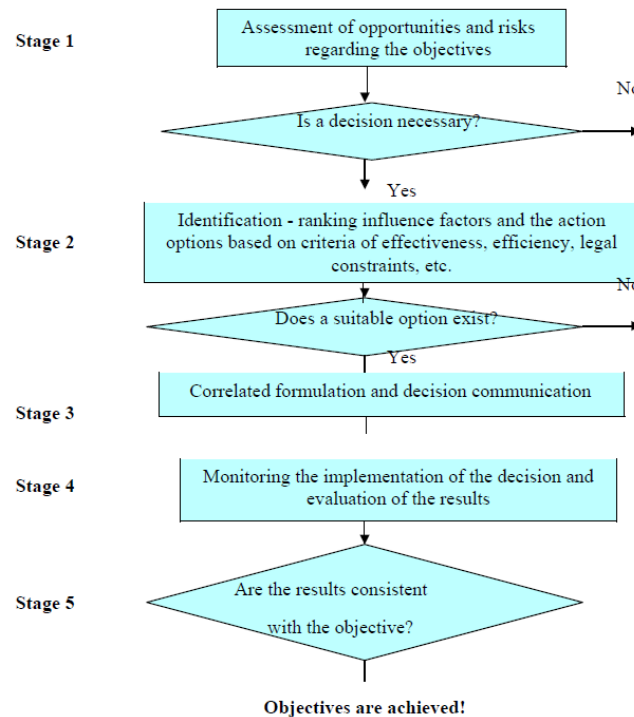 Stage 1
Assessment of opportunities and risks
regarding the objectives
No
Is a decision necessary?
Yes
Stage 2
Identification - ranking influence factors and the action
options based on criteria of effectiveness, efficiency, legal
constraints, etc.
No
Does a suitable option exist?
Yes
Stage 3
Correlated formulation and decision communication
Stage 4
Monitoring the implementation of the decision and
evaluation of the results
Stage 5
Are the results consistent
with the objective?
Objectives are achieved!